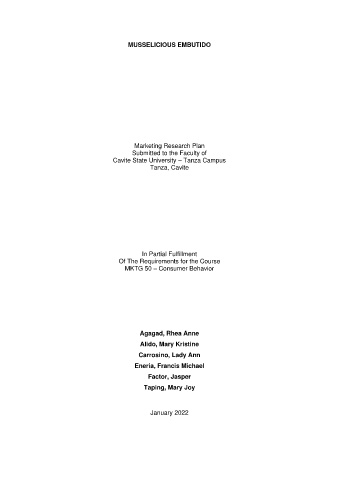 MUSSELICIOUS EMBUTIDO
Marketing Research Plan
Submitted to the Faculty of
Cavite State University – Tanza Campus
Tanza, Cavite
In Partial Fulfillment
Of The Requirements for the Course
MKTG 50 – Consumer Behavior
Agagad, Rhea Anne
Alido, Mary Kristine
Carrosino, Lady Ann
Eneria, Francis Michael
Factor, Jasper
Taping, Mary Joy
January 2022